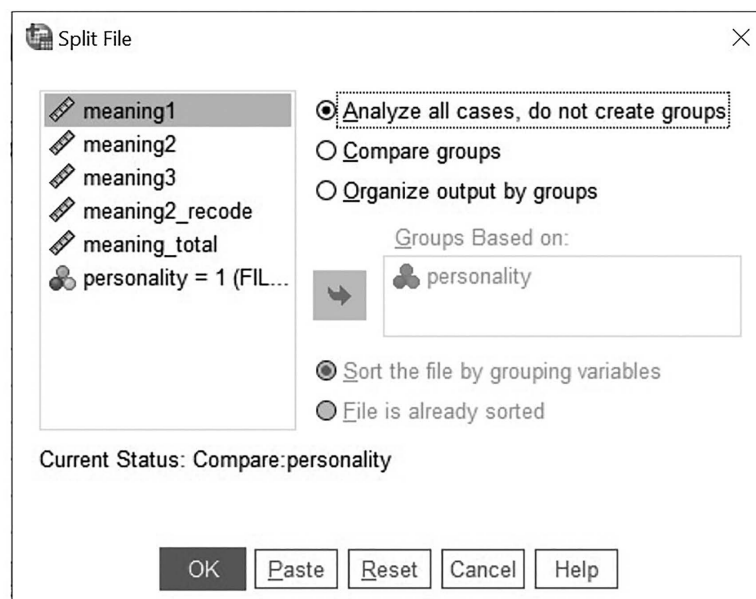 Split File
meaning1
meaning2
meaning3
meaning2_recode
meaning_total
personality = 1 (FIL...
Analyze all cases, do not create groups
Compare groups
Organize output by groups
Groups Based on:
personality
Sort the file by grouping variables
File is already sorted
Current Status: Compare:personality
OK
Paste
Reset
Cancel
Help